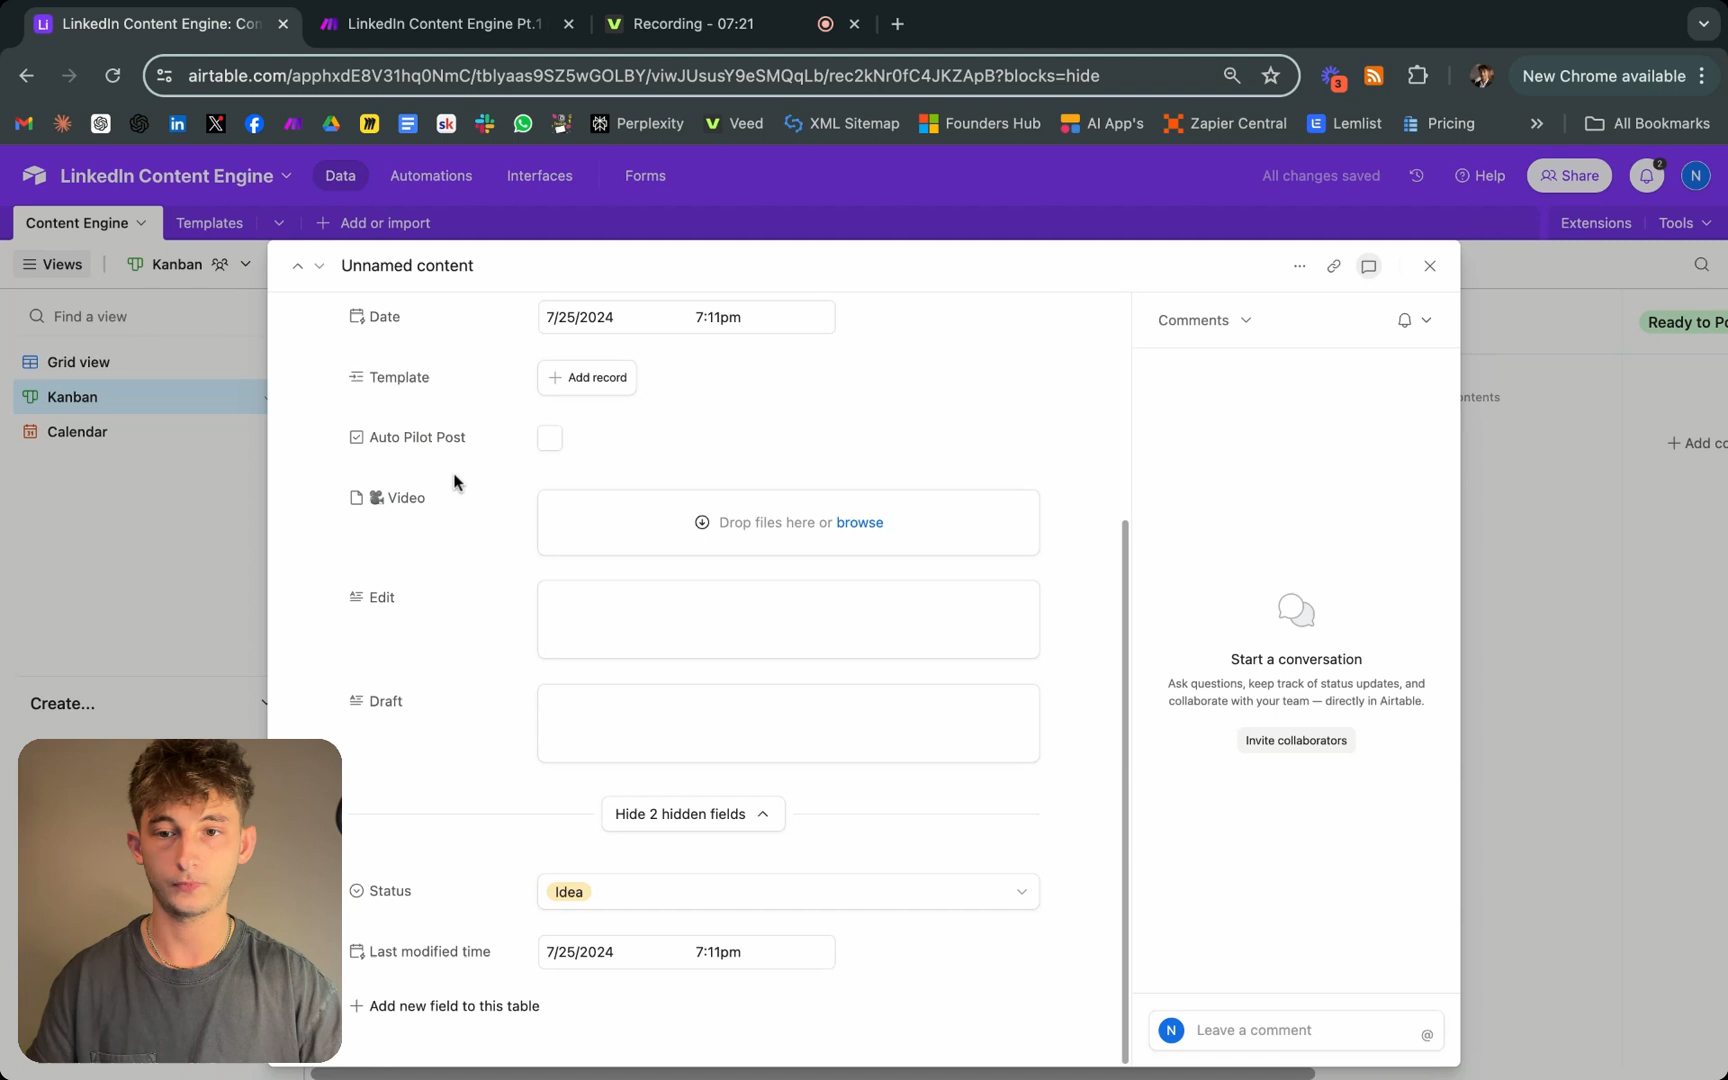 LinkedIn Content Engine: Con
LinkedIn Content Engine Pt.1
Recording - 07:21
airtable.com/apphxdE8V31hq0NmC/tblyaas9SZ5wGOLBY/viwJUsusY9eSMQqLb/rec2kNr0fC4JKZApB?blocks=hide
3
New Chrome available
sk
Perplexity
Veed
XML Sitemap
Founders Hub
AI App's
Zapier Central
Lemlist
Pricing
All Bookmarks
LinkedIn Content Engine
Data
Automations
Interfaces
Forms
All changes saved
Help
Share
2
N
Content Engine
Templates
Add or import
Extensions
Tools
Views
Kanban
Unnamed content
Find a view
Grid view
Kanban
Calendar
Create...
Date
7/25/2024 7:11pm
Template
Add record
Auto Pilot Post
Video
Drop files here or browse
Edit
Draft
Hide 2 hidden fields
Status
Idea
Last modified time
7/25/2024 7:11pm
Add new field to this table
Comments
Start a conversation
Ask questions, keep track of status updates, and
collaborate with your team — directly in Airtable.
Invite collaborators
N
Leave a comment
@
Ready to Po
ontents
Add co